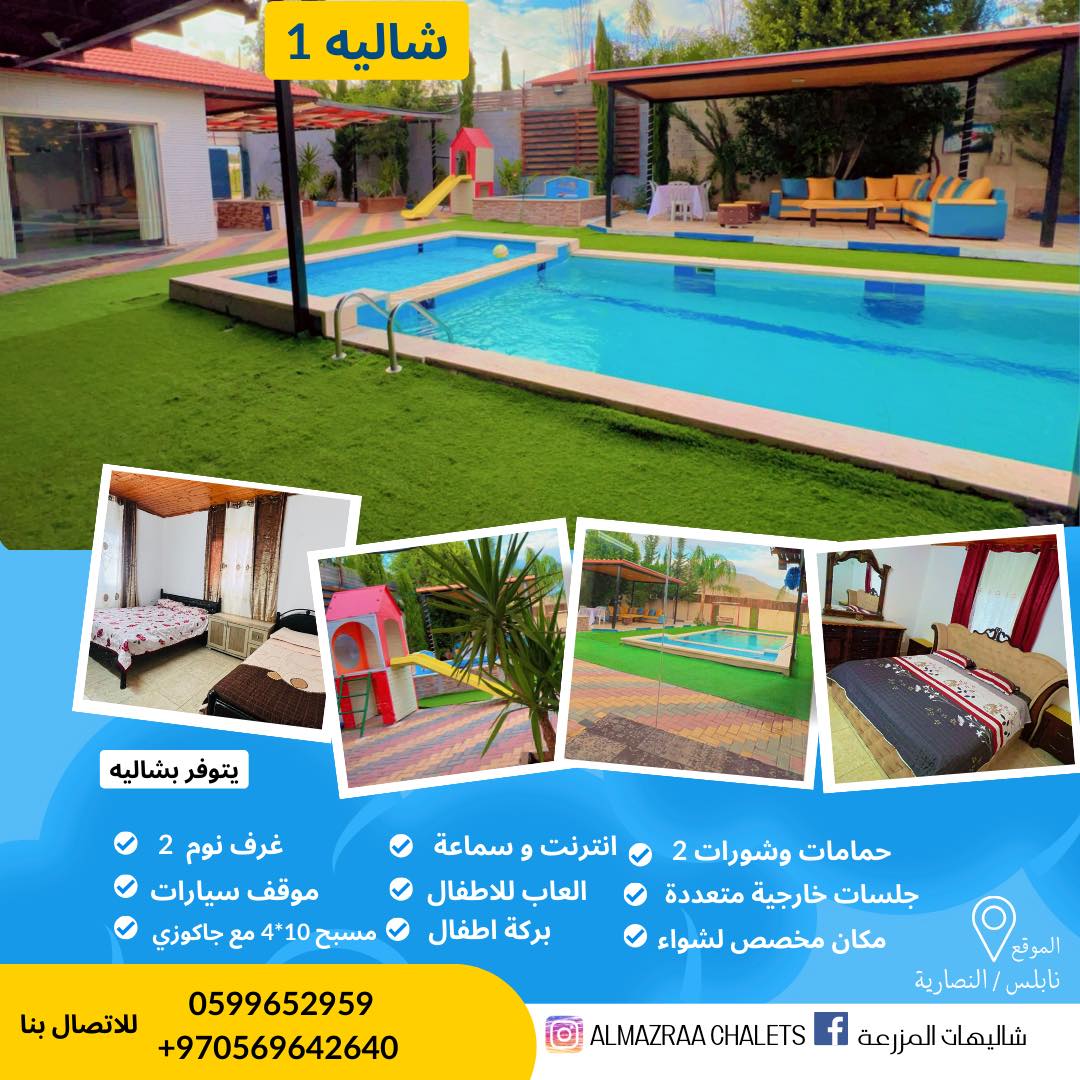 شاليه 1
يتوفر بشاليه
غرف نوم 2
موقف سيارات
مسبح 10*4 مع جاكوزي
انترنت و سماعة
العاب للاطفال
بركة اطفال
حمامات وشورات 2
جلسات خارجية متعددة
مكان مخصص لشواء
الموقع
نابلس / النصارية
للاتصال بنا
0599652959
+970569642640
ALMAZRAA CHALETS
شاليهات المزرعة